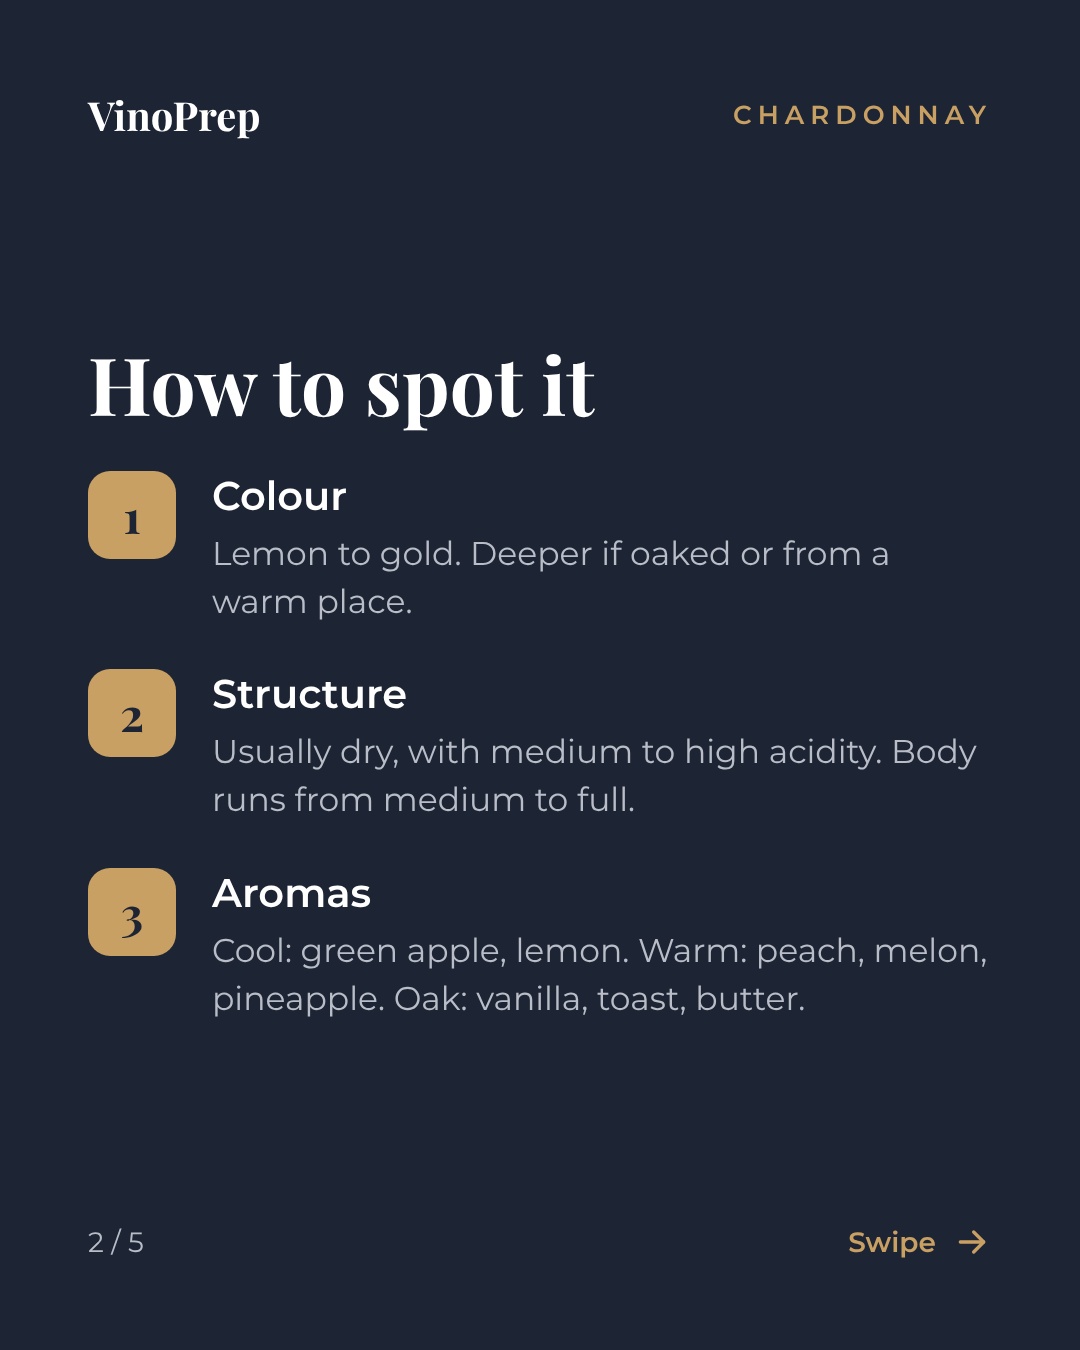 VinoPrep
CHARDONNAY
How to spot it
1
Colour
Lemon to gold. Deeper if oaked or from a
warm place.
2
Structure
Usually dry, with medium to high acidity. Body
runs from medium to full.
3
Aromas
Cool: green apple, lemon. Warm: peach, melon,
pineapple. Oak: vanilla, toast, butter.
2 / 5
Swipe →